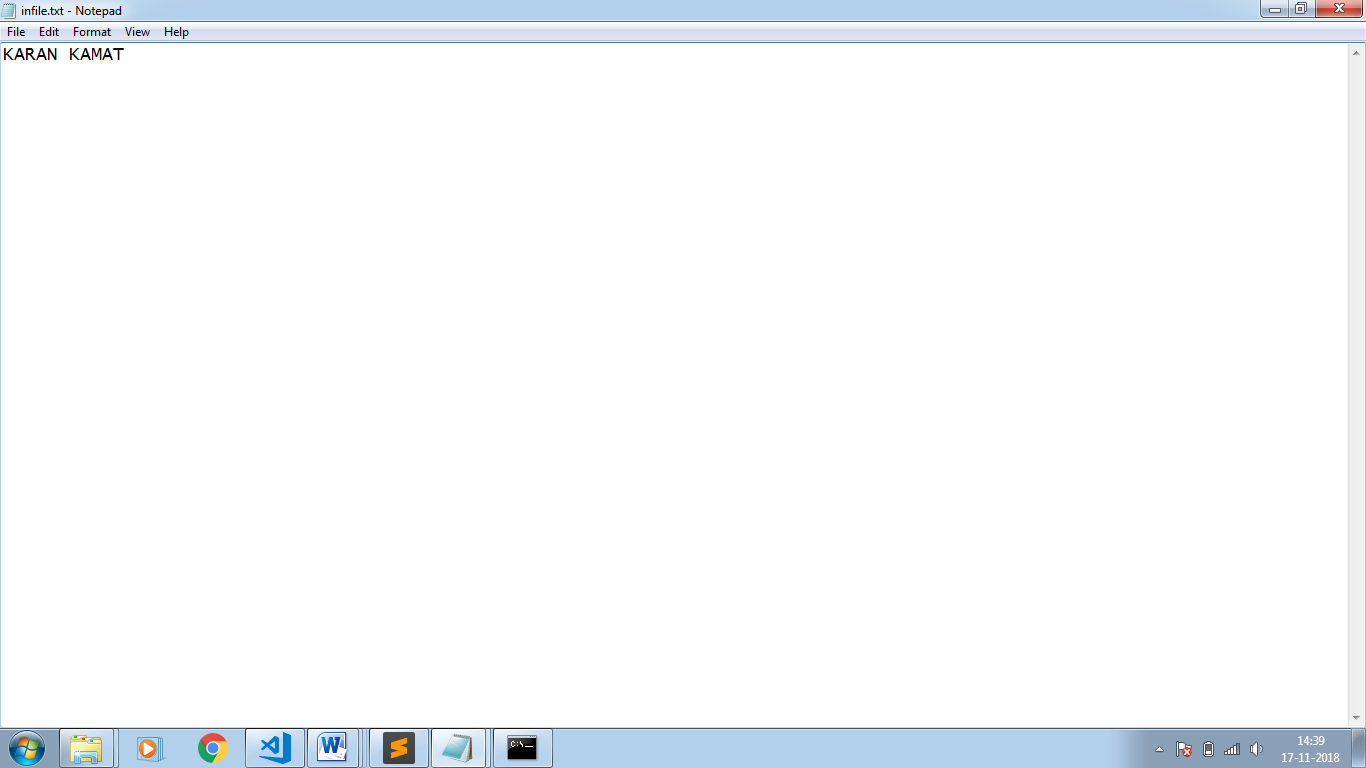 infile.txt - Notepad
File Edit Format View Help
KARAN KAMAT
C:\
14:39
17-11-2018